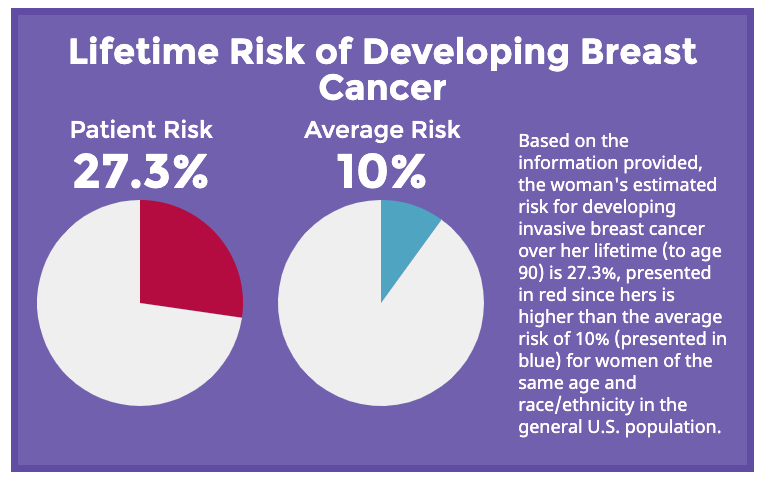 Lifetime Risk of Developing Breast
Cancer
Patient Risk
27.3%
Average Risk
10%
Based on the
information provided,
the woman's estimated
risk for developing
invasive breast cancer
over her lifetime (to age
90) is 27.3%, presented
in red since hers is
higher than the average
risk of 10% (presented in
blue) for women of the
same age and
race/ethnicity in the
general U.S. population.